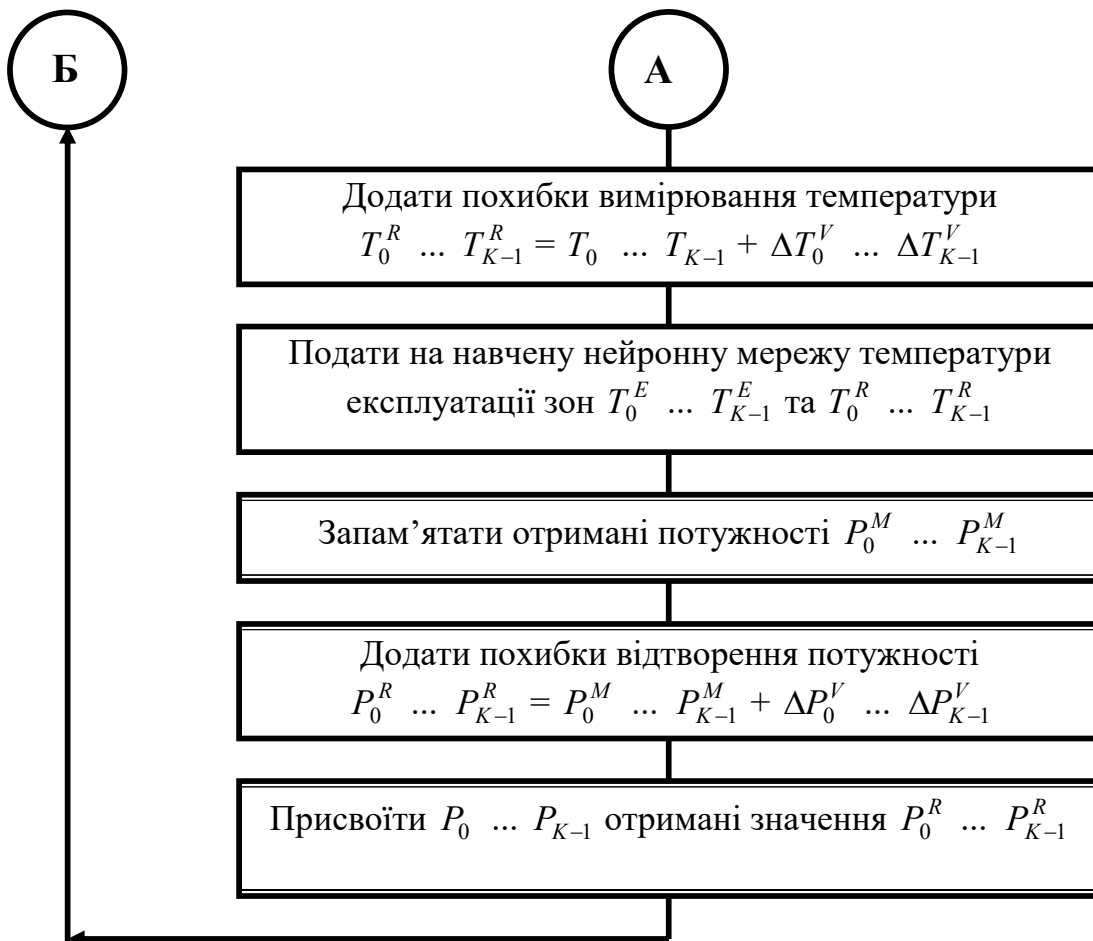 Б
А
Додати похибки вимірювання температури
T_0^R ... T_{K−1}^R = T_0 ... T_{K−1} + ΔT_0^V ... ΔT_{K−1}^V
Подати на навчену нейронну мережу температури
експлуатації зон T_0^E ... T_{K−1}^E та T_0^R ... T_{K−1}^R
Запам’ятати отримані потужності P_0^M ... P_{K−1}^M
Додати похибки відтворення потужності
P_0^R ... P_{K−1}^R = P_0^M ... P_{K−1}^M + ΔP_0^V ... ΔP_{K−1}^V
Присвоїти P_0 ... P_{K−1} отримані значення P_0^R ... P_{K−1}^R